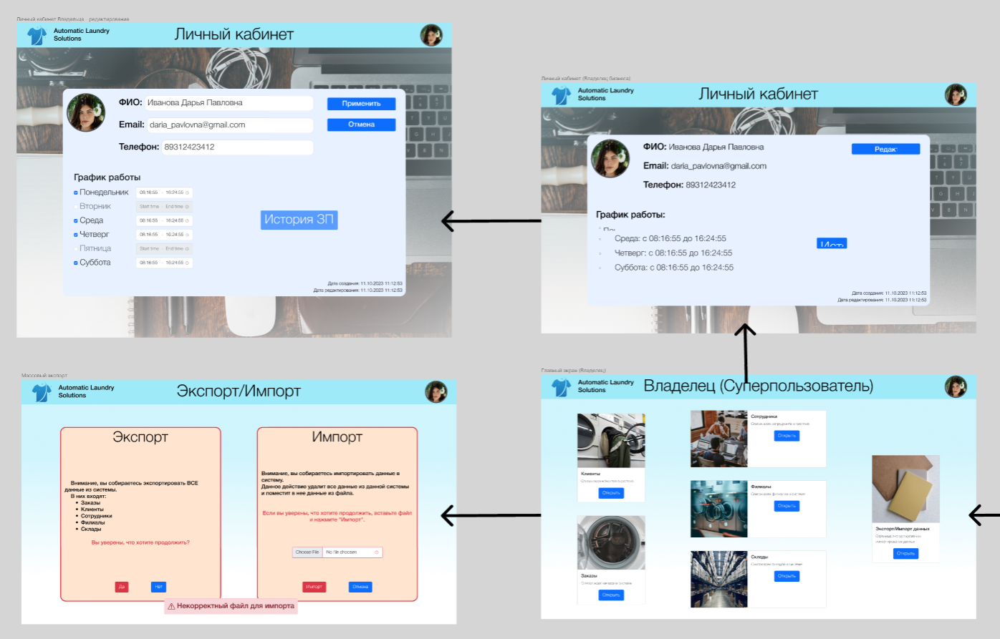 Личный кабинет Владельца - редактирование
Automatic Laundry
Solutions
Личный кабинет
ФИО: Иванова Дарья Павловна
Применить
Email: daria_pavlovna@gmail.com
Отмена
Телефон: 89312423412
График работы
Понедельник 08:16:55 - 16:24:55
Вторник Start time - End time
Среда 08:16:55 - 16:24:55
Четверг 08:16:55 - 16:24:55
Пятница Start time - End time
Суббота 08:16:55 - 16:24:55
История ЗП
Дата создания: 11.10.2023 11:12:53
Дата редактирования: 11.10.2023 11:12:53
Личный кабинет (Владелец бизнеса)
Automatic Laundry
Solutions
Личный кабинет
ФИО: Иванова Дарья Павловна
Редак
Email: daria_pavlovna@gmail.com
Телефон: 89312423412
График работы:
Среда: с 08:16:55 до 16:24:55
Четверг: с 08:16:55 до 16:24:55
Суббота: с 08:16:55 до 16:24:55
Дата создания: 11.10.2023 11:12:53
Дата редактирования: 11.10.2023 11:12:53
Массовый экспорт
Automatic Laundry
Solutions
Экспорт/Импорт
Экспорт
Внимание, вы собираетесь экспортировать ВСЕ
данные из системы.
В них входят:
• Заказы
• Клиенты
• Сотрудники
• Филиалы
• Склады
Вы уверены, что хотите продолжить?
Да
Нет
Импорт
Внимание, вы собираетесь импортировать данные в
систему.
Данное действие удалит все данные из данной системы
и поместит в нее данные из файла.
Если вы уверены, что хотите продолжить, вставьте файл
и нажмите "Импорт".
Choose File No file choosen
Импорт
Отмена
Некорректный файл для импорта
Главный экран (Владелец)
Automatic Laundry
Solutions
Владелец (Суперпользователь)
Клиенты
Открыть
Заказы
Открыть
Сотрудники
Открыть
Филиалы
Открыть
Склады
Открыть
Экспорт/Импорт данных
Открыть